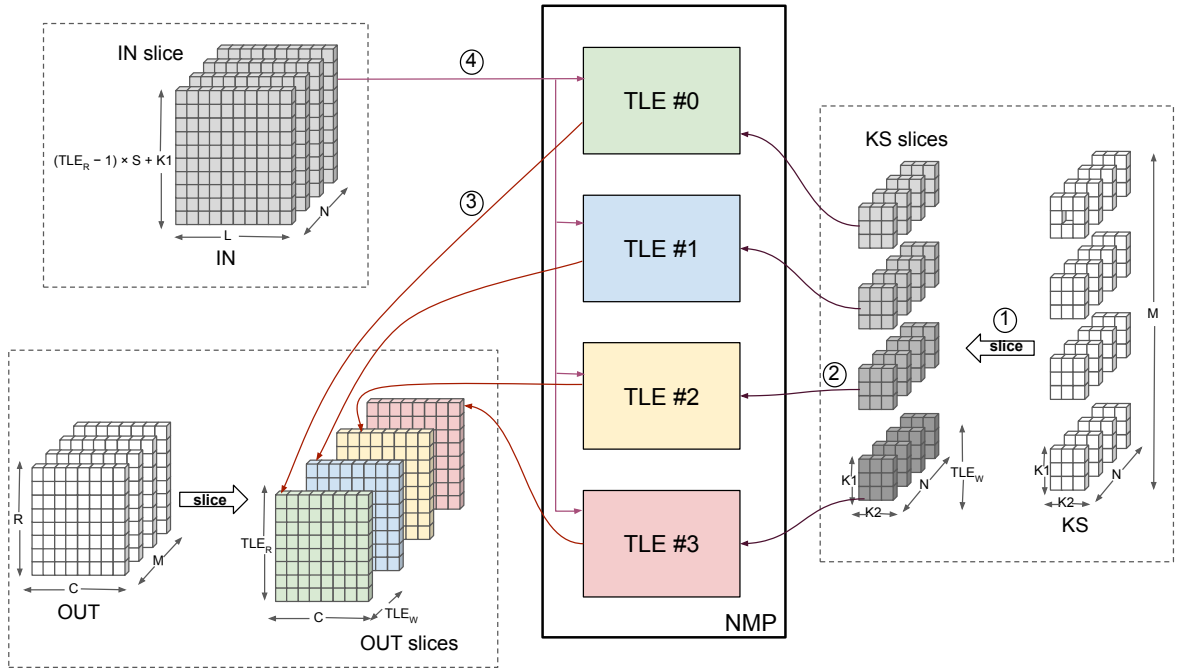 IN slice
(TLE_R − 1) × S + K1
N
L
IN
④
③
TLE #0
TLE #1
TLE #2
TLE #3
NMP
KS slices
①
slice
②
M
K1
K2
N
TLE_W
K1
K2
N
KS
R
C
M
OUT
slice
TLE_R
C
TLE_W
OUT slices